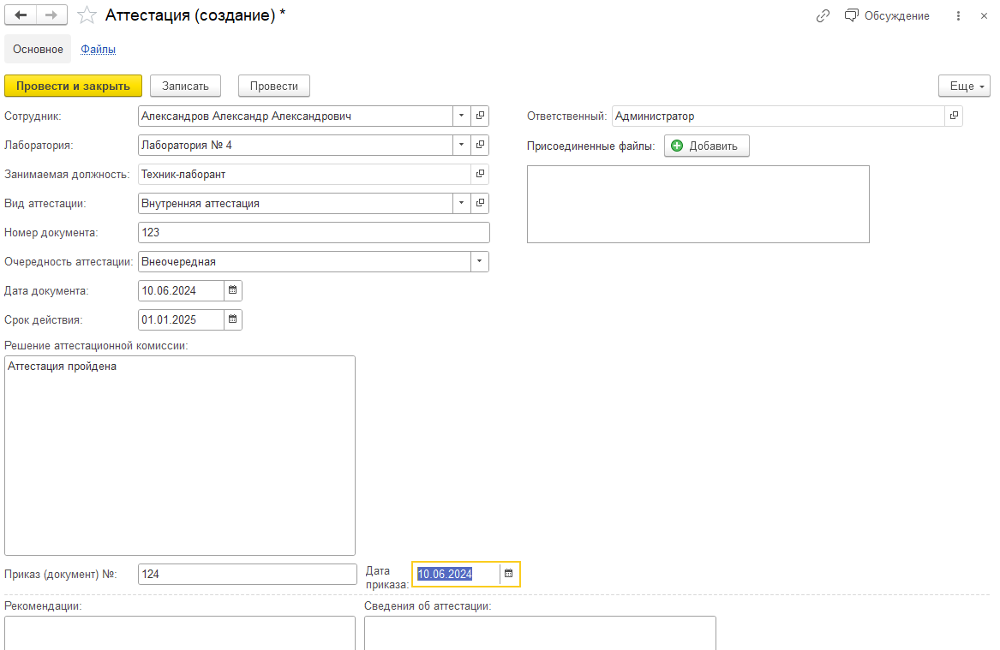 Аттестация (создание) *
Обсуждение
Основное Файлы
Провести и закрыть Записать Провести Еще
Сотрудник: Александров Александр Александрович Ответственный: Администратор
Лаборатория: Лаборатория № 4 Присоединенные файлы: Добавить
Занимаемая должность: Техник-лаборант
Вид аттестации: Внутренняя аттестация
Номер документа: 123
Очередность аттестации: Внеочередная
Дата документа: 10.06.2024
Срок действия: 01.01.2025
Решение аттестационной комиссии:
Аттестация пройдена
Приказ (документ) №: 124
Дата
приказа: 10.06.2024
Рекомендации: Сведения об аттестации: